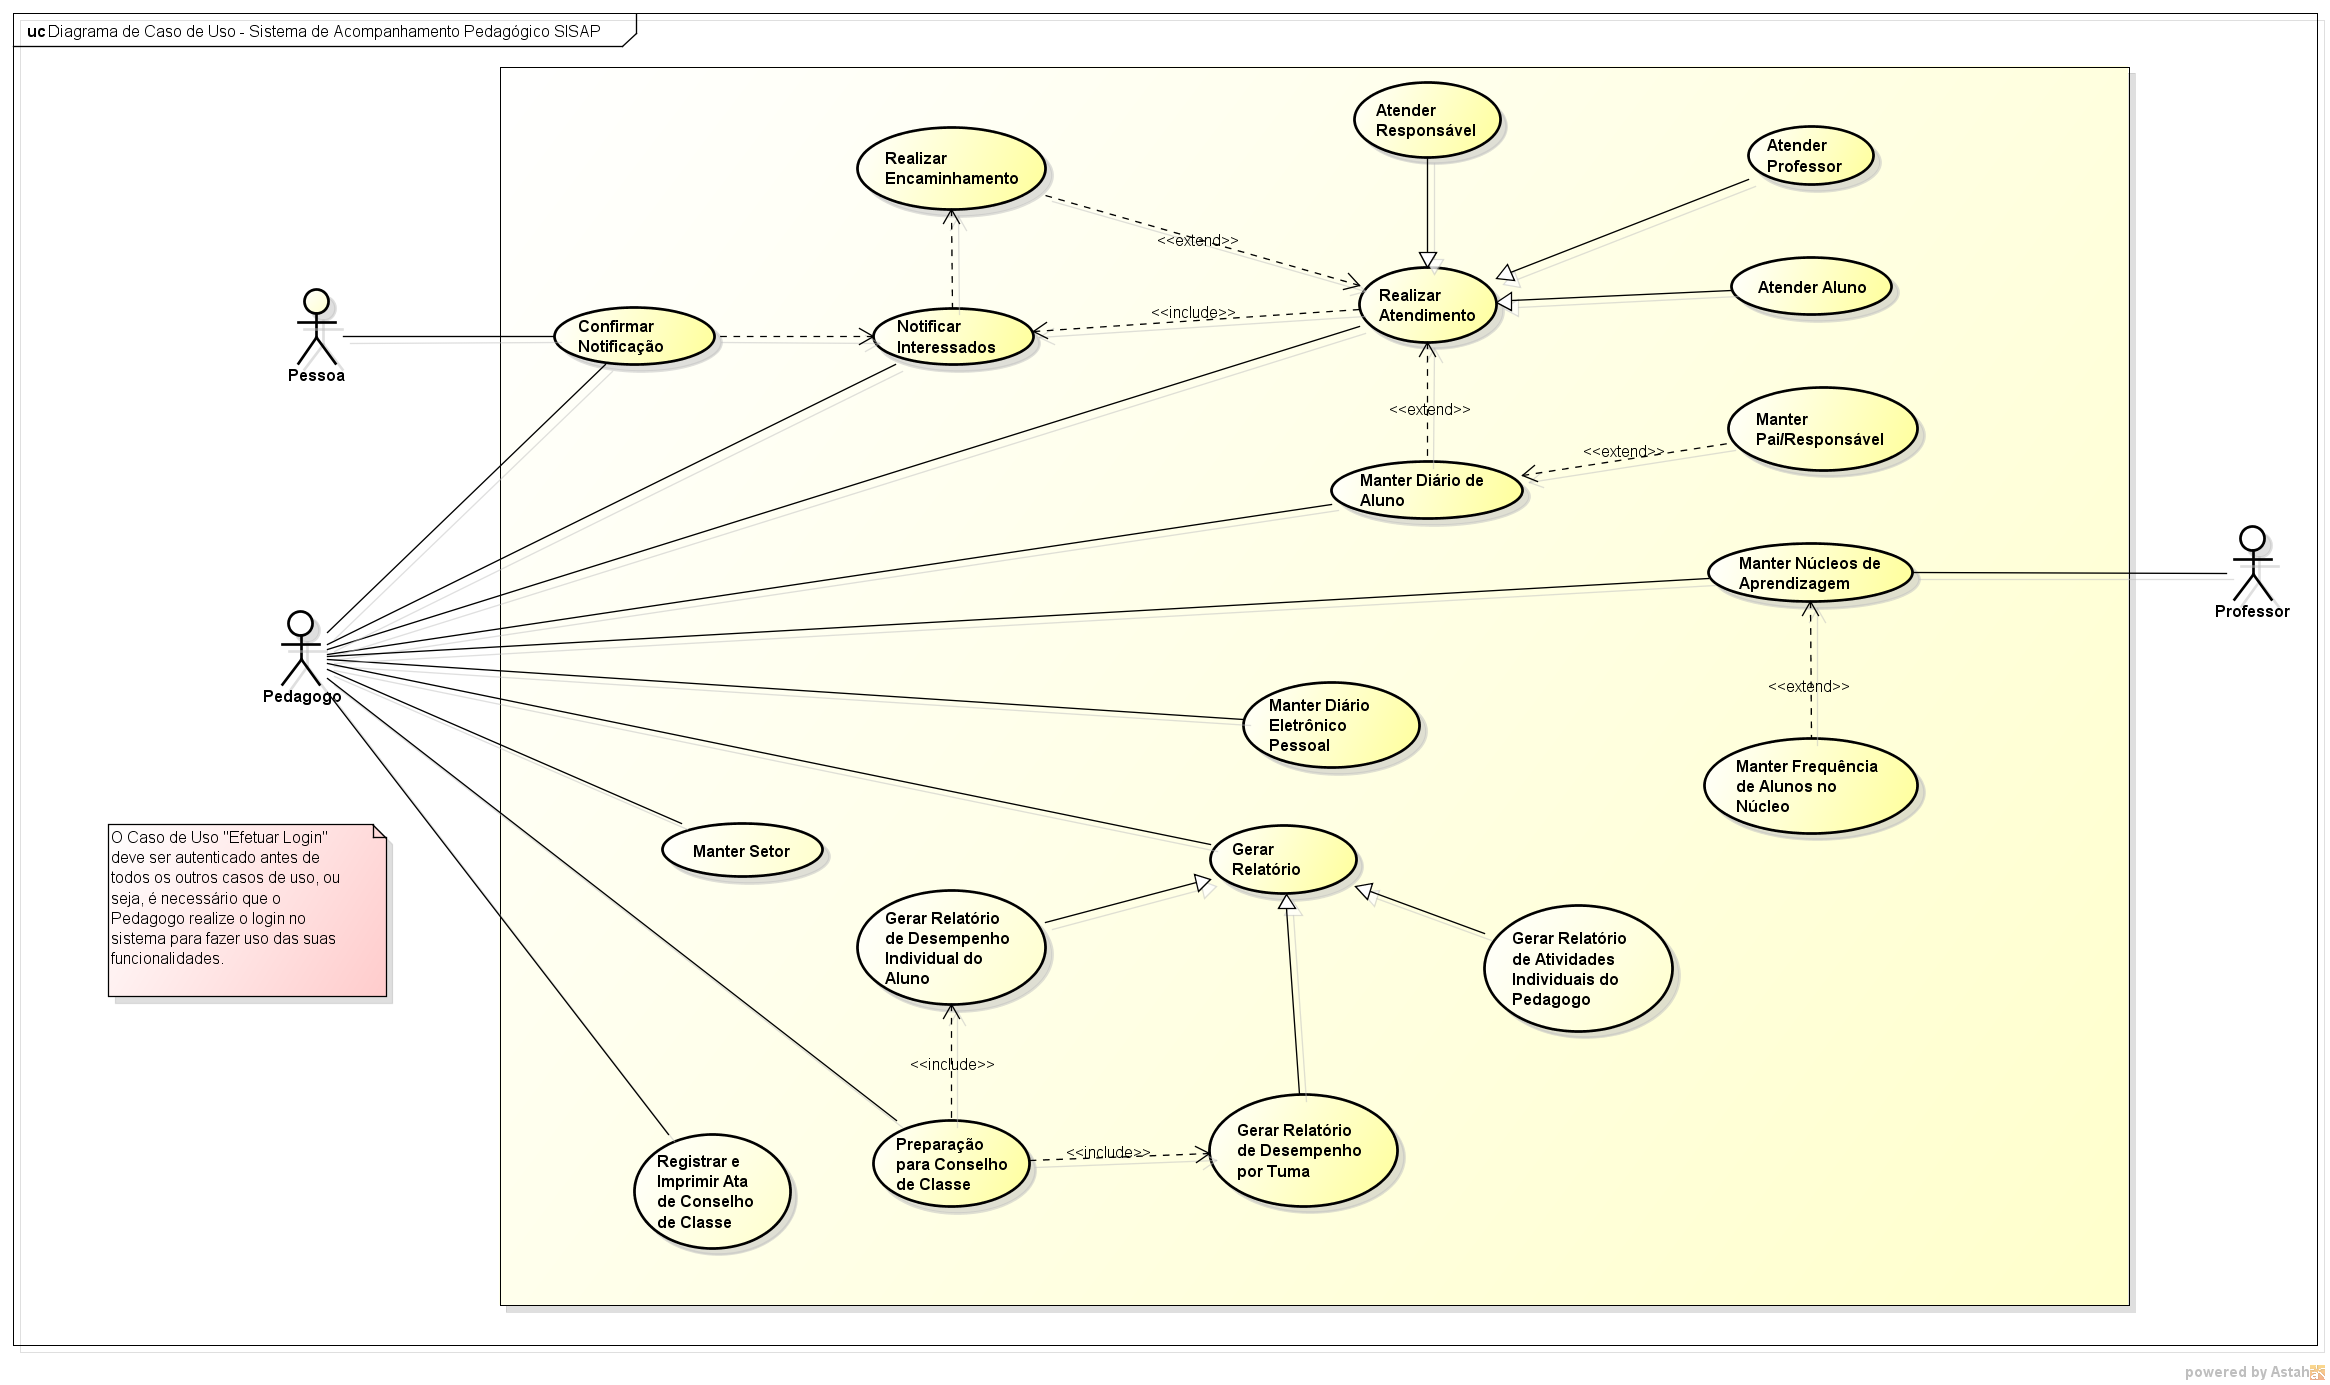 uc Diagrama de Caso de Uso - Sistema de Acompanhamento Pedagógico SISAP
Atender
Responsável
Atender
Professor
Realizar
Encaminhamento
<<extend>>
Atender Aluno
Realizar
Atendimento
<<include>>
Confirmar
Notificação
Notificar
Interessados
Pessoa
<<extend>>
Manter
Pai/Responsável
<<extend>>
Manter Diário de
Aluno
Manter Núcleos de
Aprendizagem
Professor
Pedagogo
<<extend>>
Manter Diário
Eletrônico
Pessoal
Manter Frequência
de Alunos no
Núcleo
O Caso de Uso "Efetuar Login"
deve ser autenticado antes de
todos os outros casos de uso, ou
seja, é necessário que o
Pedagogo realize o login no
sistema para fazer uso das suas
funcionalidades.
Manter Setor
Gerar
Relatório
Gerar Relatório
de Desempenho
Individual do
Aluno
Gerar Relatório
de Atividades
Individuais do
Pedagogo
<<include>>
Preparação
para Conselho
de Classe
<<include>>
Gerar Relatório
de Desempenho
por Tuma
Registrar e
Imprimir Ata
de Conselho
de Classe
powered by Astah